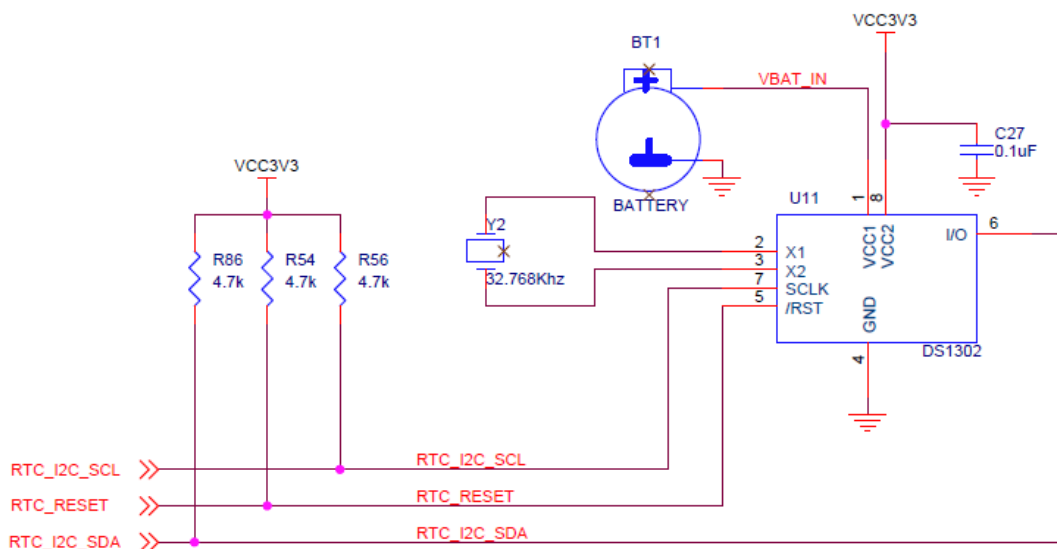 VCC3V3
BT1
VBAT_IN
C27
0.1uF
VCC3V3
BATTERY
U11
1
8
6
Y2
R86
4.7k
R54
4.7k
R56
4.7k
32.768Khz
2
3
7
5
X1
X2
SCLK
/RST
VCC1
VCC2
I/O
GND
4
DS1302
RTC_I2C_SCL
RTC_I2C_SCL
RTC_RESET
RTC_RESET
RTC_I2C_SDA
RTC_I2C_SDA